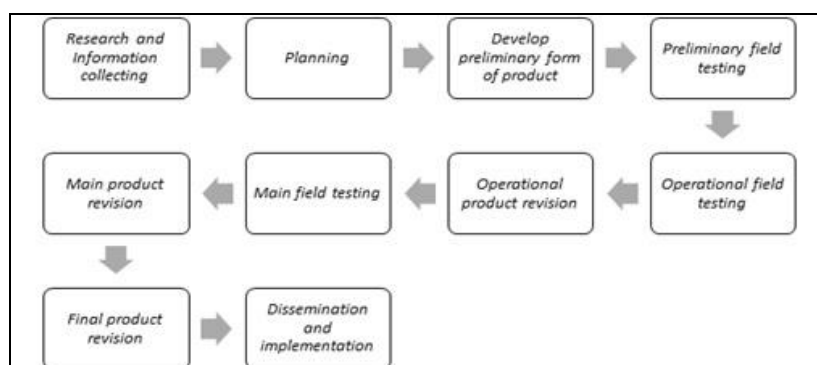 Research and
Information
collecting
Planning
Develop
preliminary form
of product
Preliminary field
testing
Operational field
testing
Operational
product revision
Main field testing
Main product
revision
Final product
revision
Dissemination
and
implementation